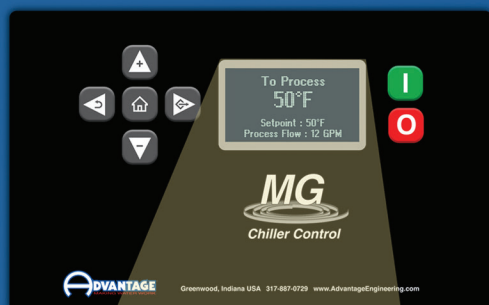 To Process
50°F
Setpoint : 50°F
Process Flow : 12 GPM
I
O
MG
Chiller Control
ADVANTAGE
Greenwood, Indiana USA 317-887-0729 www.AdvantageEngineering.com